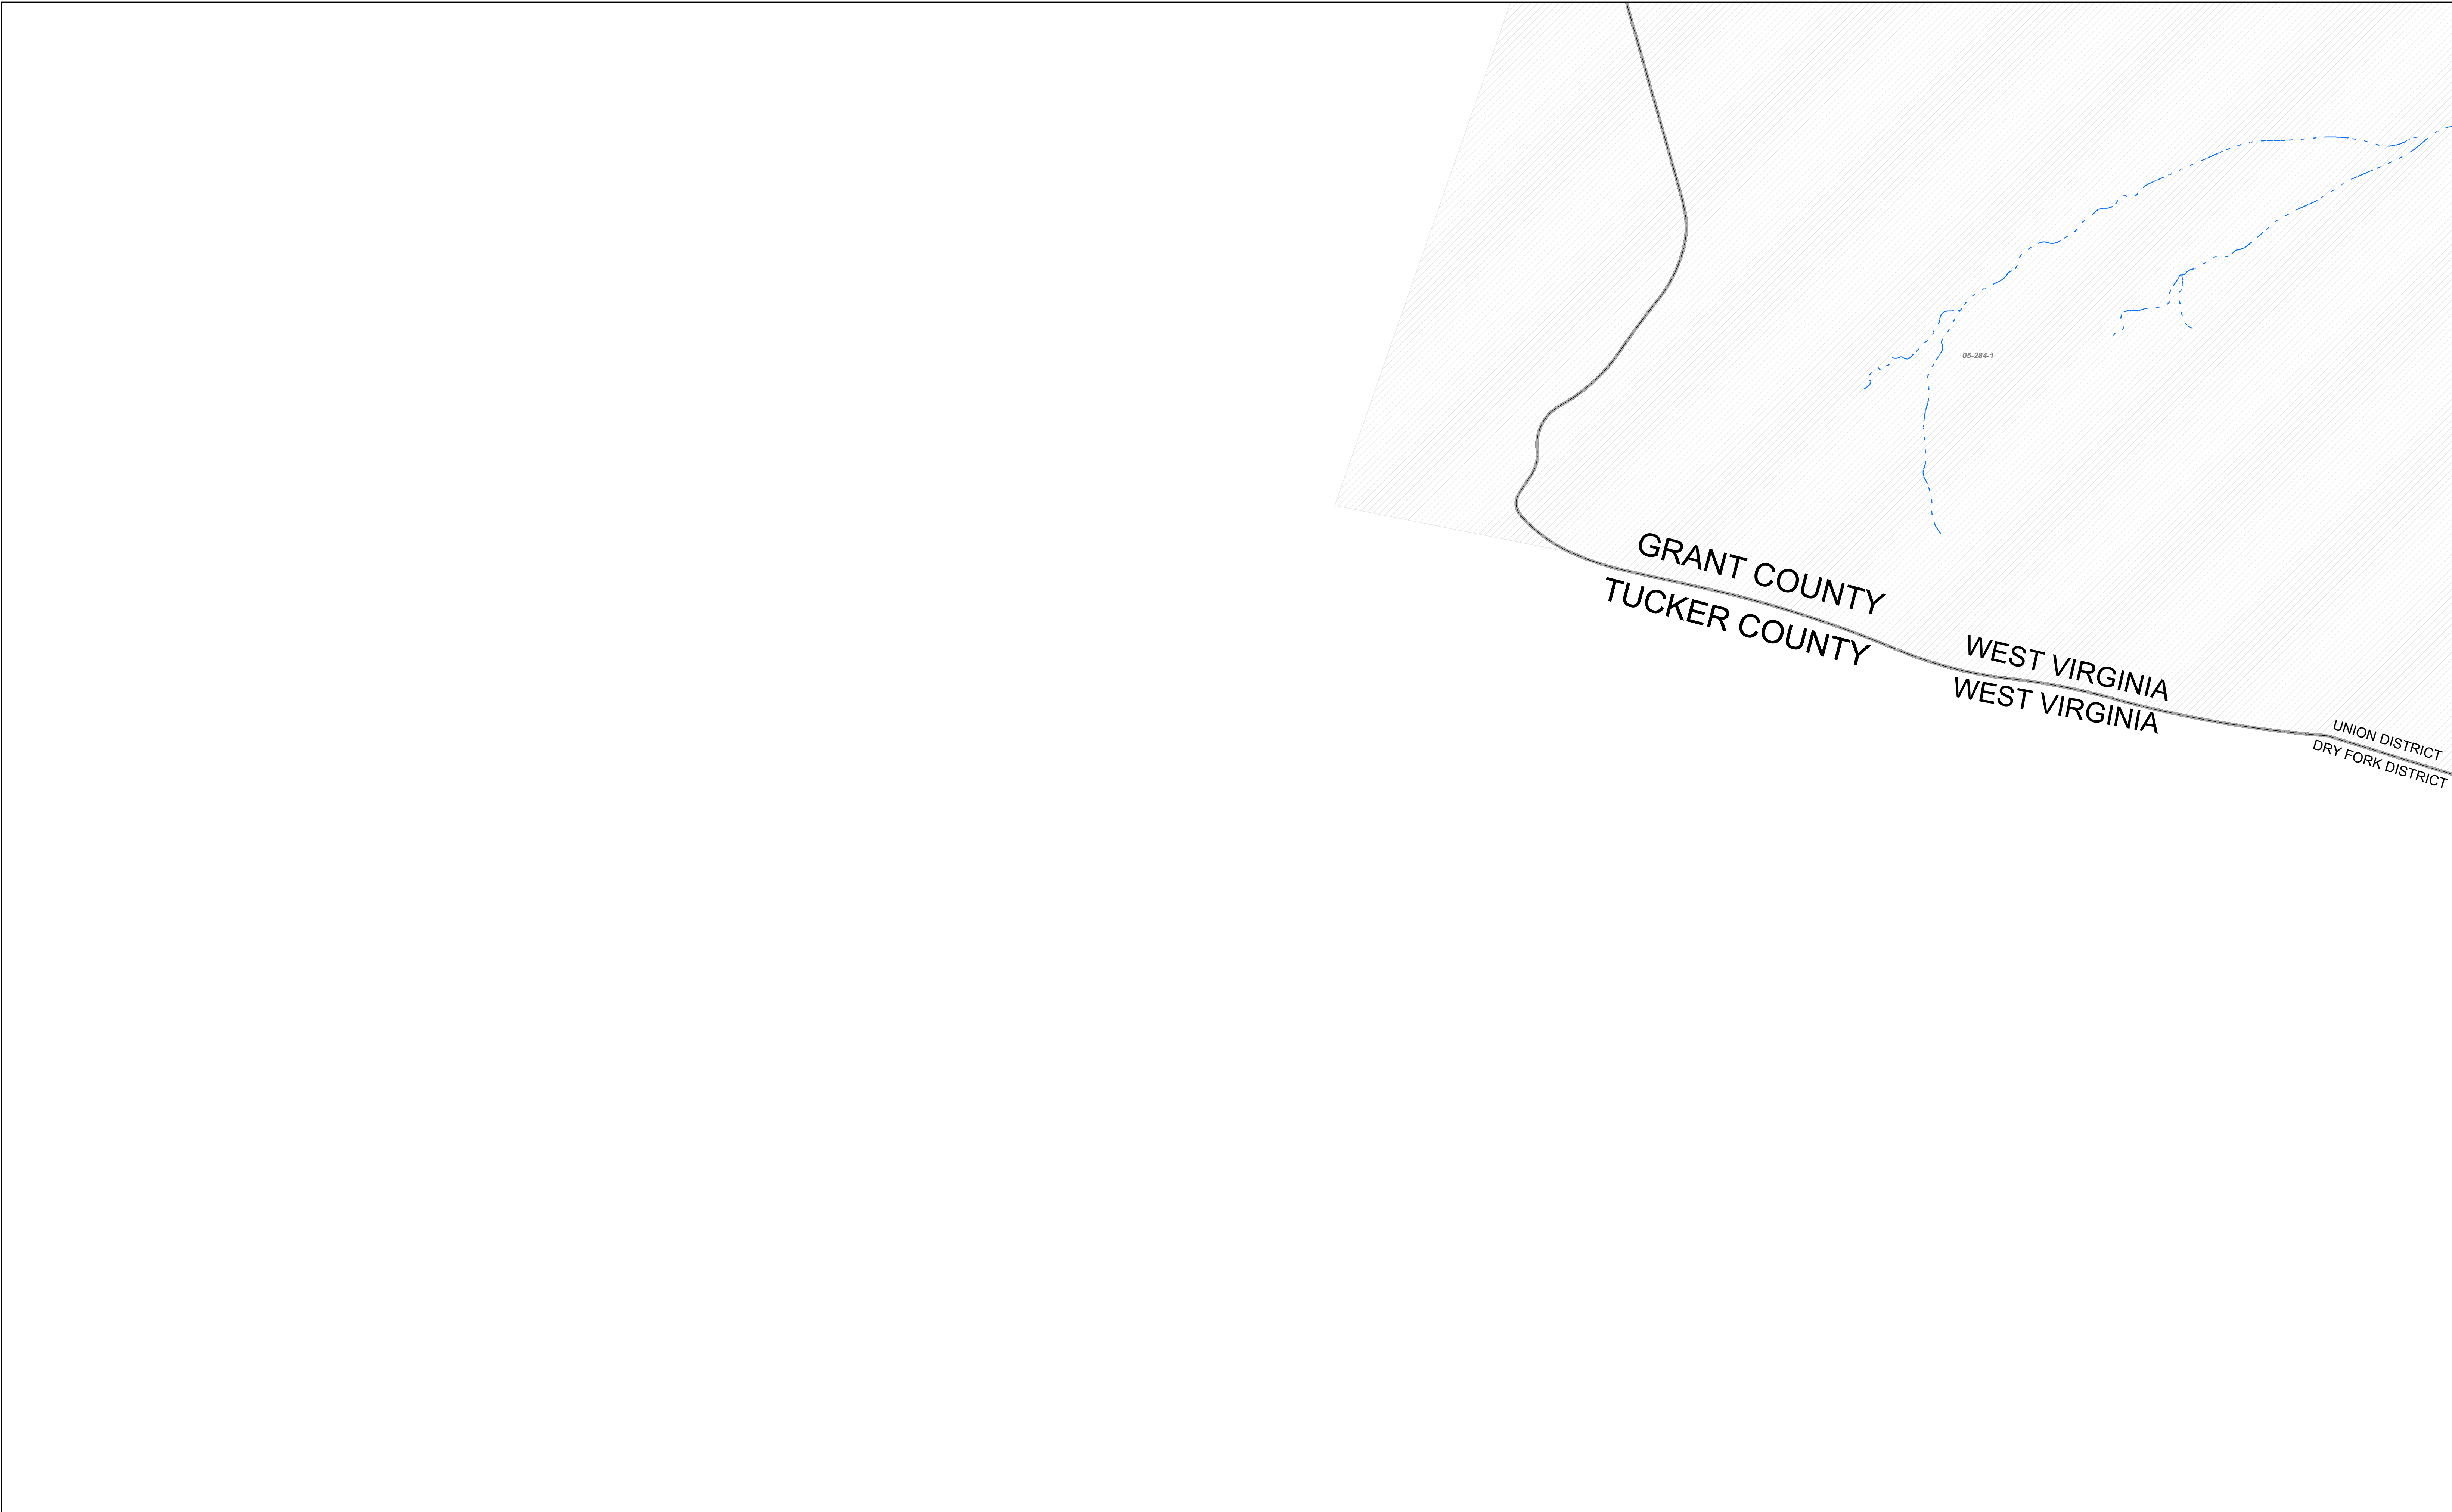 05-284-1
GRANT COUNTY
TUCKER COUNTY
WEST VIRGINIA
WEST VIRGINIA
UNION DISTRICT
DRY FORK DISTRICT